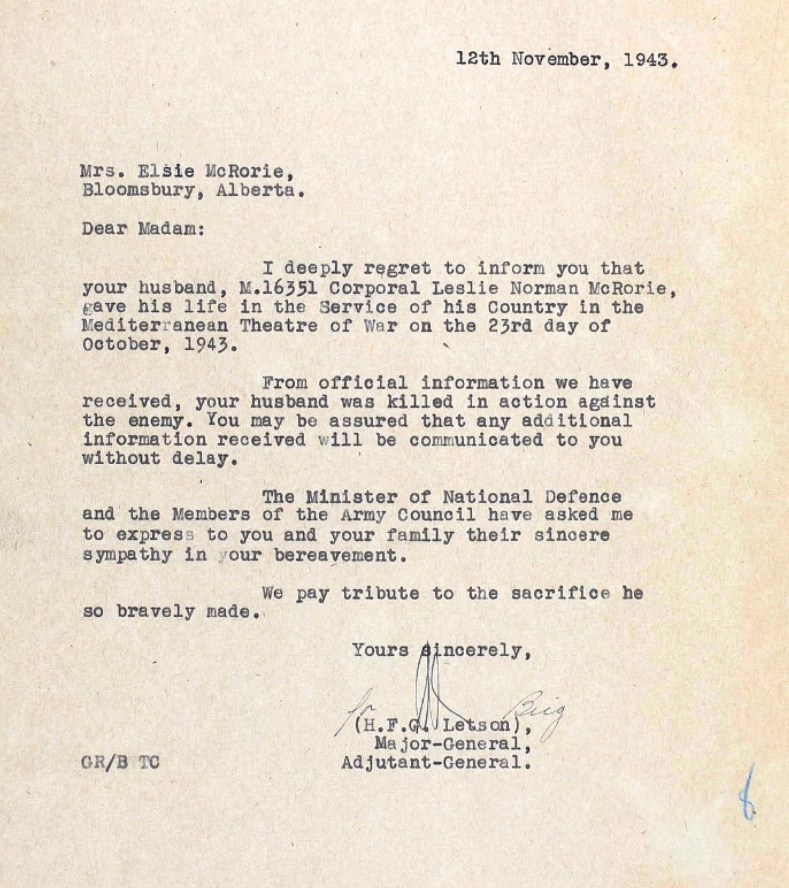 12th November, 1943.
Mrs. Elsie McRorie,
Bloomsbury, Alberta.
Dear Madam:
I deeply regret to inform you that
your husband, M.16351 Corporal Leslie Norman McRorie,
gave his life in the Service of his Country in the
Mediterranean Theatre of War on the 23rd day of
October, 1943.
From official information we have
received, your husband was killed in action against
the enemy. You may be assured that any additional
information received will be communicated to you
without delay.
The Minister of National Defence
and the Members of the Army Council have asked me
to express to you and your family their sincere
sympathy in your bereavement.
We pay tribute to the sacrifice he
so bravely made.
Yours sincerely,
for Brig
(H.F.G. Letson),
Major-General,
GR/B TC Adjutant-General.
8